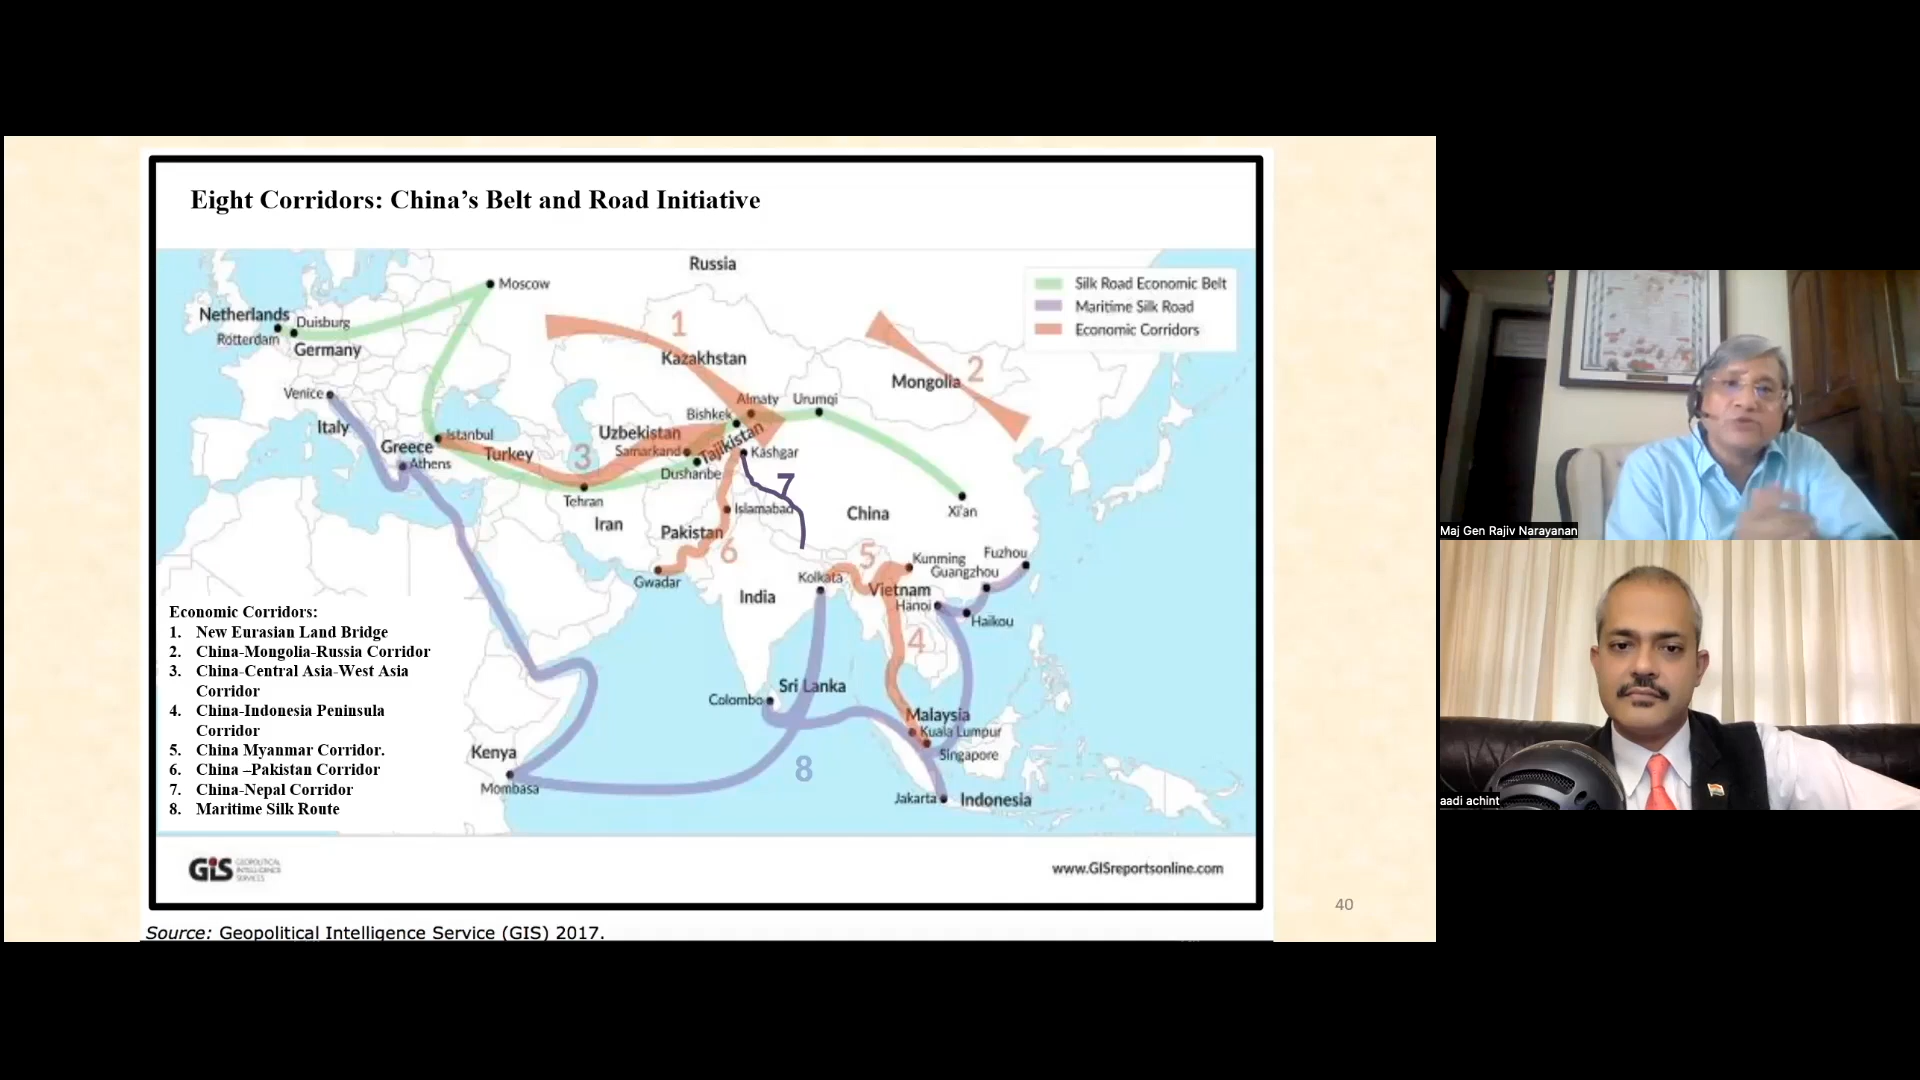 Eight Corridors: China’s Belt and Road Initiative
Russia
Moscow
Silk Road Economic Belt
Maritime Silk Road
Economic Corridors
Netherlands
Duisburg
Rotterdam
Germany
1
Kazakhstan
2
Mongolia
Venice
Almaty
Urumqi
Bishkek
Italy
Istanbul
Uzbekistan
Tajikistan
Greece
Turkey
Samarkand
Kashgar
Athens
3
Dushanbe
7
Tehran
Islamabad
China
Xi'an
Iran
Pakistan
6
5
Kunming
Fuzhou
Guangzhou
Gwadar
Kolkata
Vietnam
India
Hanoi
Haikou
4
Sri Lanka
Colombo
Malaysia
Kuala Lumpur
Singapore
Kenya
8
Mombasa
Jakarta
Indonesia
Economic Corridors:
1. New Eurasian Land Bridge
2. China-Mongolia-Russia Corridor
3. China-Central Asia-West Asia
Corridor
4. China-Indonesia Peninsula
Corridor
5. China Myanmar Corridor.
6. China –Pakistan Corridor
7. China-Nepal Corridor
8. Maritime Silk Route
GIS
GEOPOLITICAL
INTELLIGENCE
SERVICES
www.GISreportsonline.com
40
Source: Geopolitical Intelligence Service (GIS) 2017.
Maj Gen Rajiv Narayanan
aadi achint